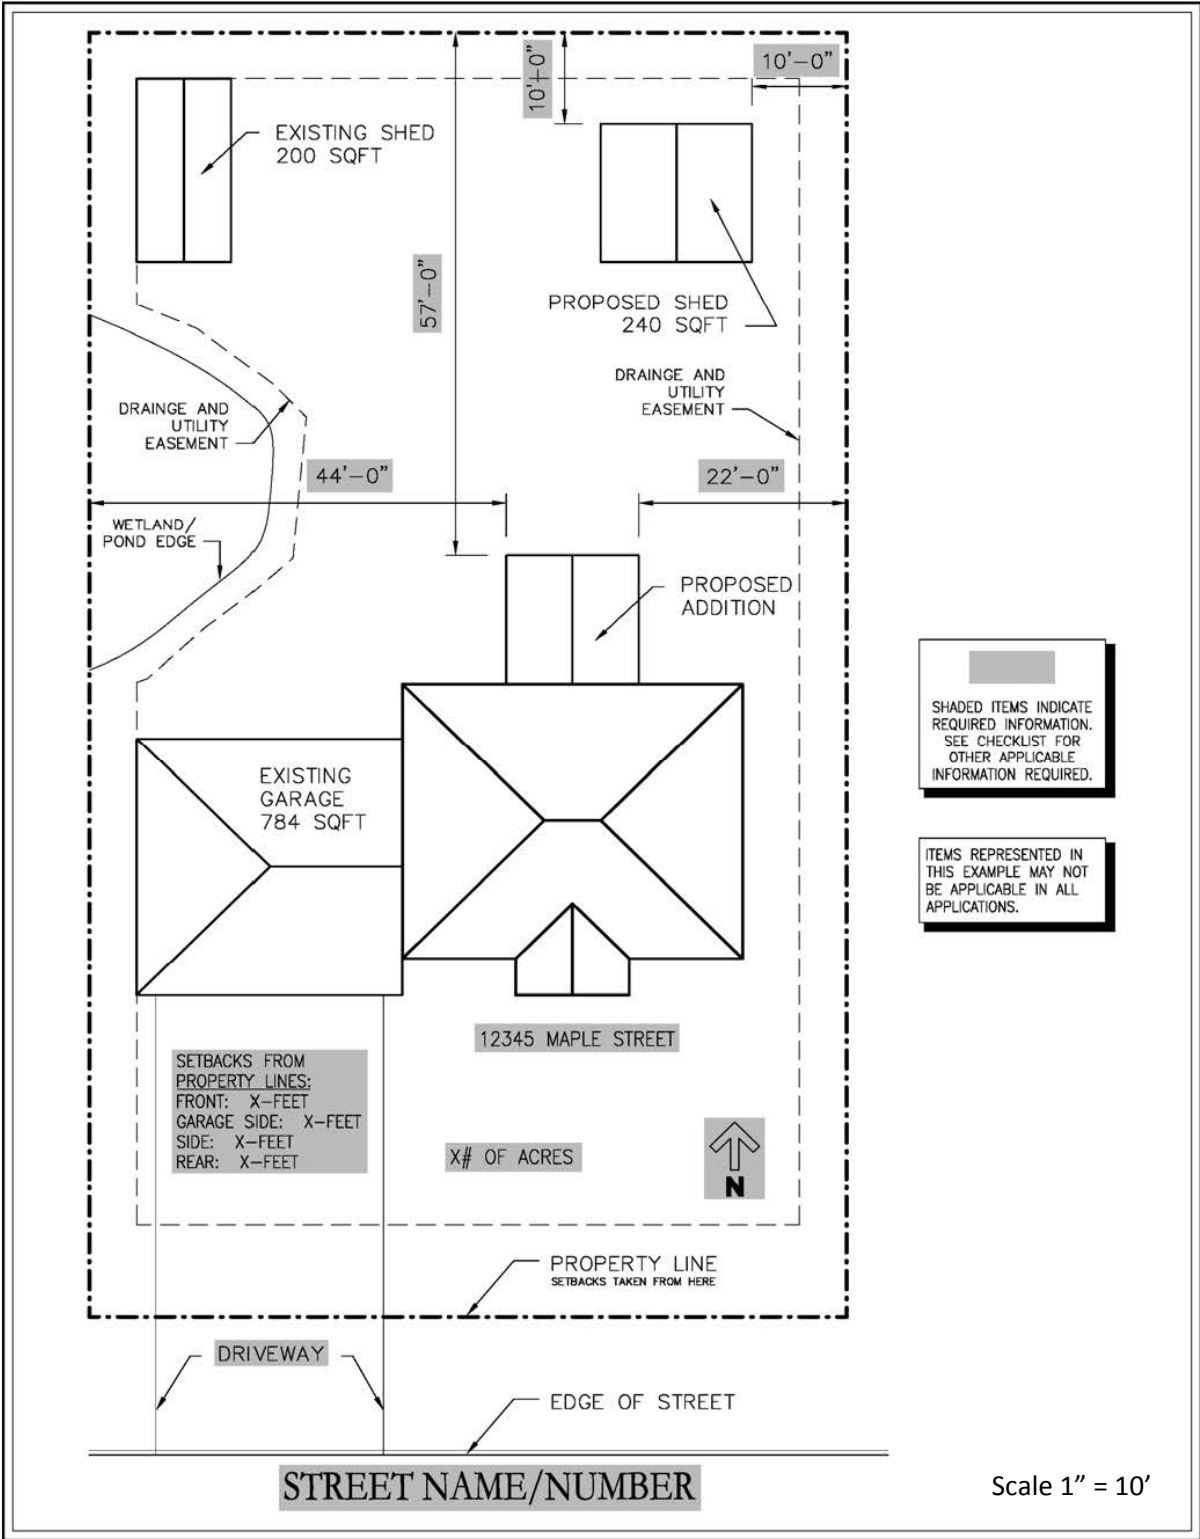 10'-0"
10'-0"
EXISTING SHED
200 SQFT
57'-0"
PROPOSED SHED
240 SQFT
DRAINGE AND
UTILITY
EASEMENT
DRAINGE AND
UTILITY
EASEMENT
44'-0"
22'-0"
WETLAND/
POND EDGE
PROPOSED
ADDITION
SHADED ITEMS INDICATE
REQUIRED INFORMATION.
SEE CHECKLIST FOR
OTHER APPLICABLE
INFORMATION REQUIRED.
EXISTING
GARAGE
784 SQFT
ITEMS REPRESENTED IN
THIS EXAMPLE MAY NOT
BE APPLICABLE IN ALL
APPLICATIONS.
12345 MAPLE STREET
SETBACKS FROM
PROPERTY LINES:
FRONT: X-FEET
GARAGE SIDE: X-FEET
SIDE: X-FEET
REAR: X-FEET
X# OF ACRES
N
PROPERTY LINE
SETBACKS TAKEN FROM HERE
DRIVEWAY
EDGE OF STREET
STREET NAME/NUMBER
Scale 1” = 10’